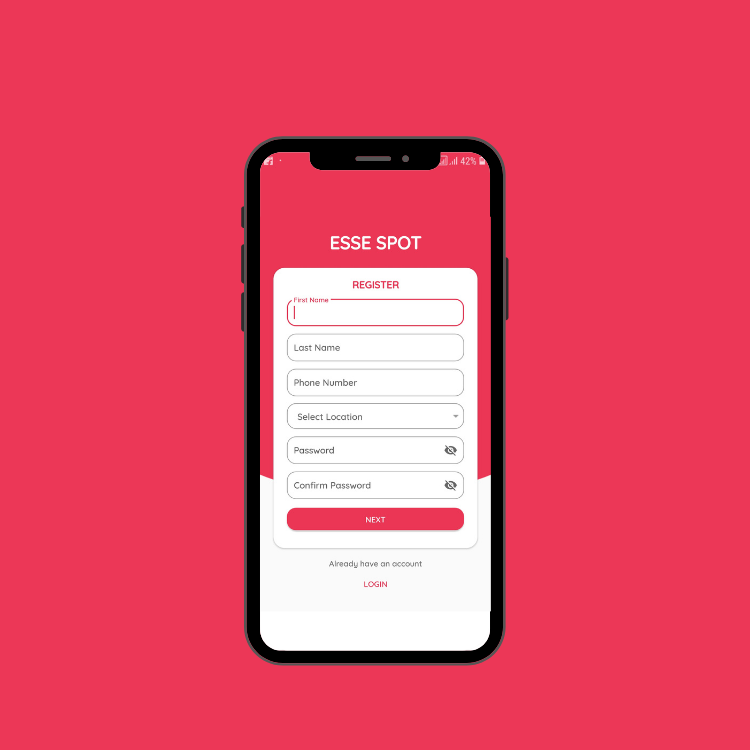 42%
ESSE SPOT
REGISTER
First Name
Last Name
Phone Number
Select Location
Password
Confirm Password
NEXT
Already have an account
LOGIN